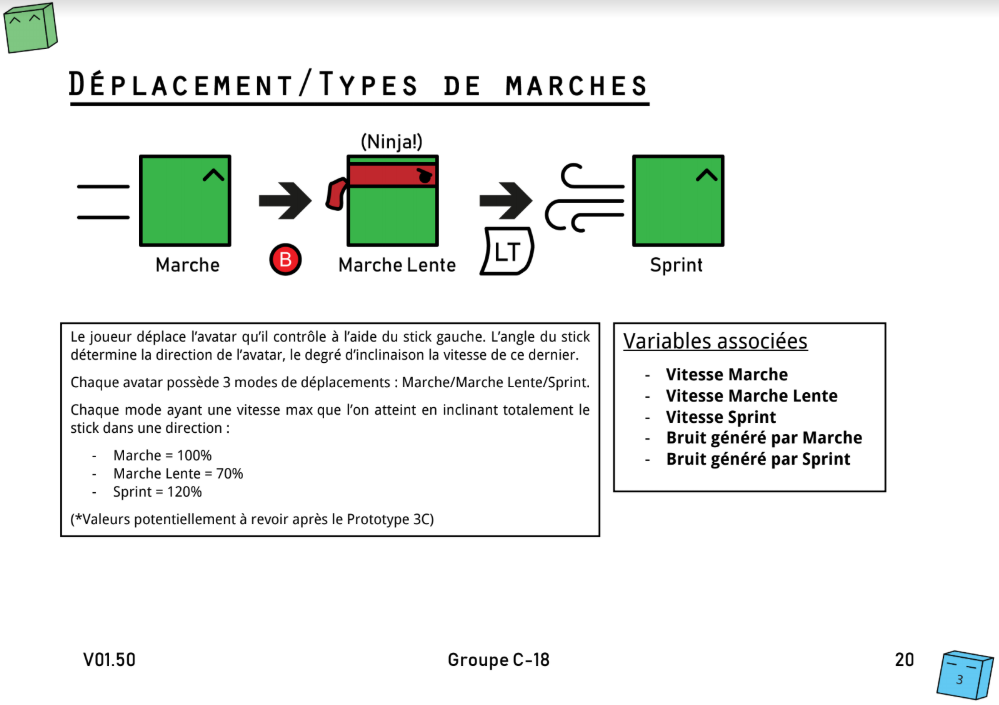 Déplacement/Types de marches
(Ninja!)
B
LT
Marche
Marche Lente
Sprint
Le joueur déplace l’avatar qu’il contrôle à l’aide du stick gauche. L’angle du stick
détermine la direction de l’avatar, le degré d’inclinaison la vitesse de ce dernier.
Chaque avatar possède 3 modes de déplacements : Marche/Marche Lente/Sprint.
Chaque mode ayant une vitesse max que l’on atteint en inclinant totalement le
stick dans une direction :
- Marche = 100%
- Marche Lente = 70%
- Sprint = 120%
(*Valeurs potentiellement à revoir après le Prototype 3C)
Variables associées
- Vitesse Marche
- Vitesse Marche Lente
- Vitesse Sprint
- Bruit généré par Marche
- Bruit généré par Sprint
V01.50
Groupe C-18
20
3